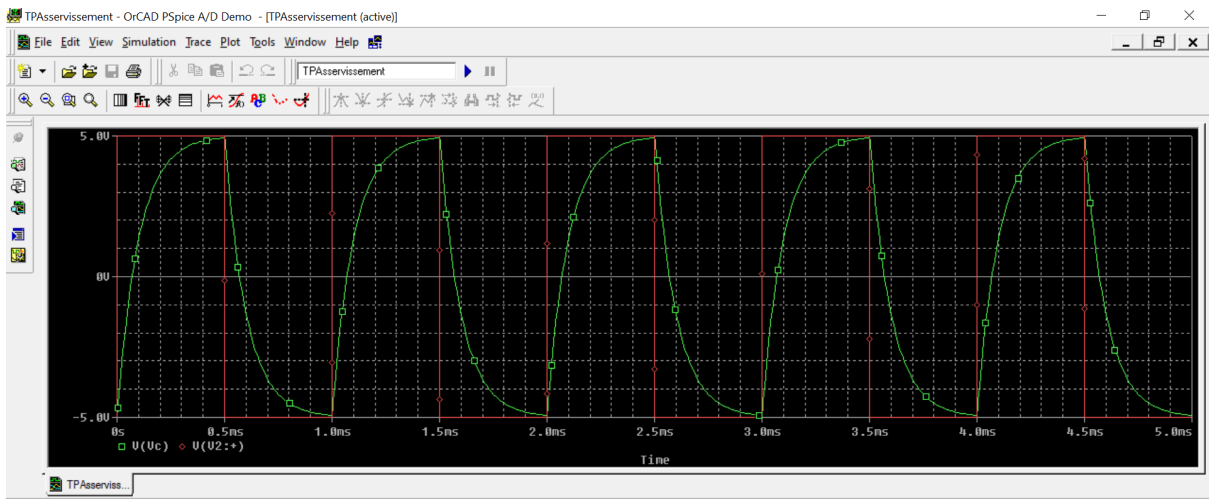 TPAsservissement - OrCAD PSpice A/D Demo - [TPAsservissement (active)]
File Edit View Simulation Trace Plot Tools Window Help
TPAsservissement
5.0V
0V
-5.0V
0s 0.5ms 1.0ms 1.5ms 2.0ms 2.5ms 3.0ms 3.5ms 4.0ms 4.5ms 5.0ms
V(Vc) V(V2:+)
Time
TPAsserviss...